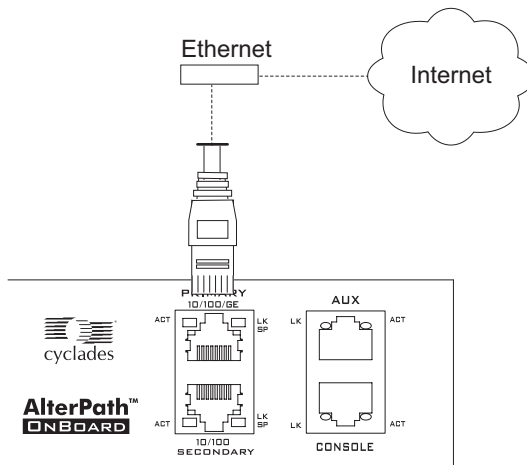 Ethernet
Internet
PRIMARY
10/100/GE
ACT
LK
SP
AUX
LK
ACT
cyclades
AlterPath™
ONBOARD
ACT
LK
SP
10/100
SECONDARY
LK
ACT
CONSOLE